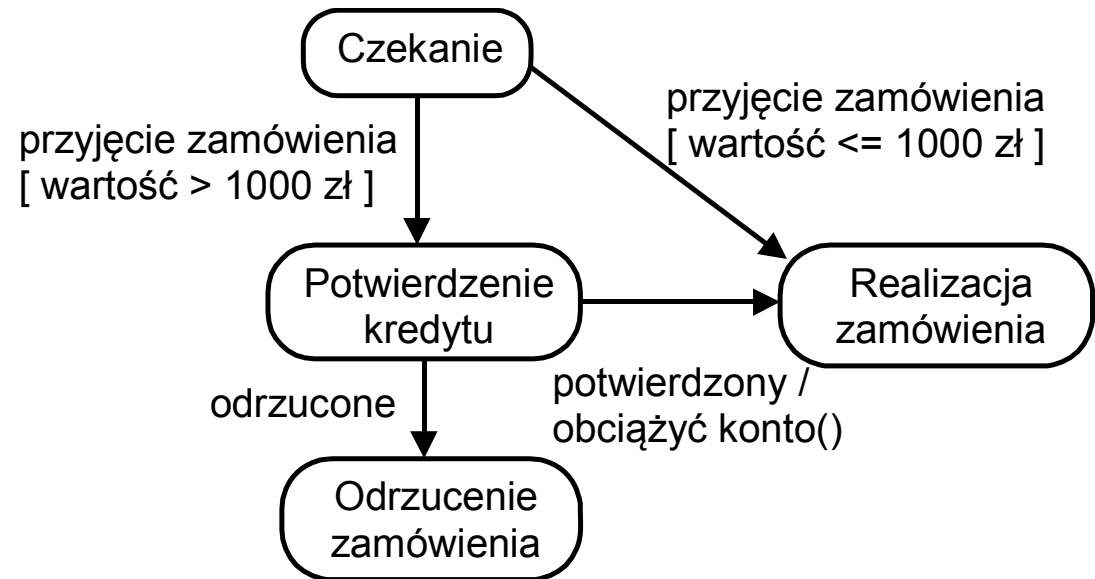 Czekanie
przyjęcie zamówienia
[ wartość > 1000 zł ]
przyjęcie zamówienia
[ wartość <= 1000 zł ]
Potwierdzenie
kredytu
Realizacja
zamówienia
odrzucone
potwierdzony /
obciążyć konto()
Odrzucenie
zamówienia